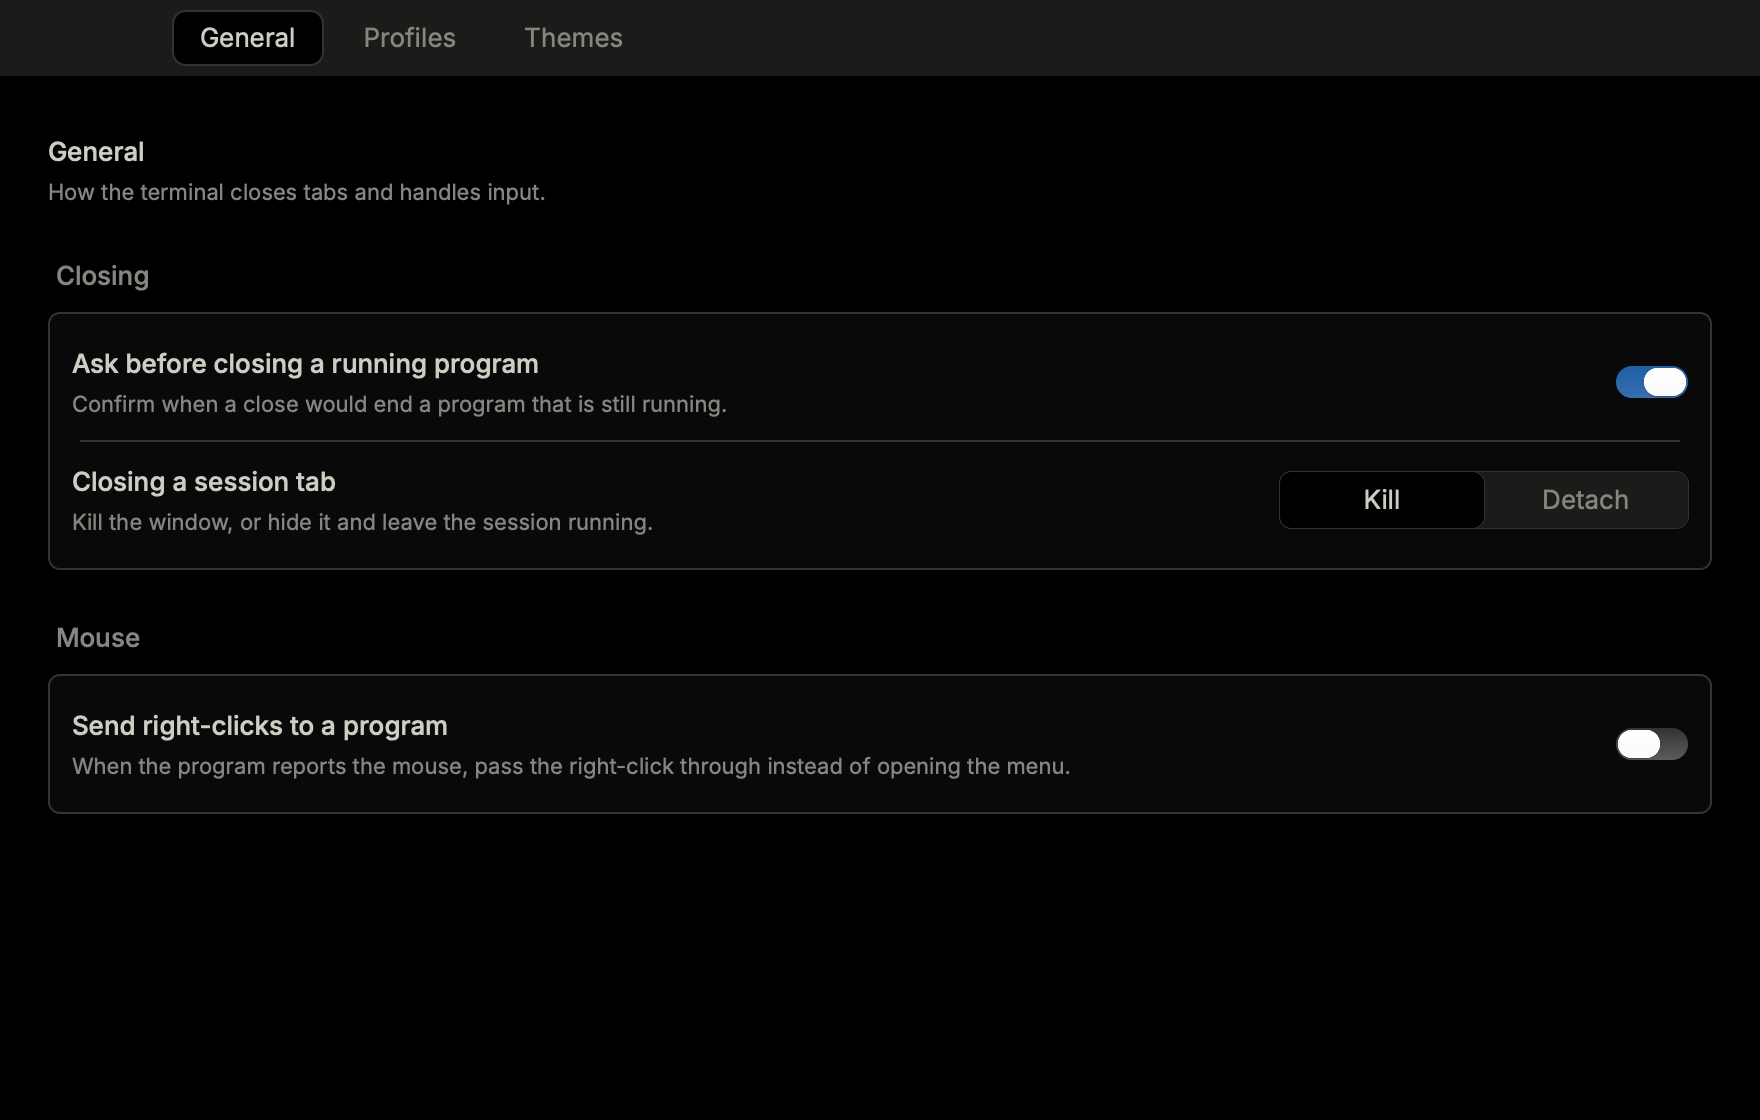 General
Profiles
Themes
General
How the terminal closes tabs and handles input.
Closing
Ask before closing a running program
Confirm when a close would end a program that is still running.
Closing a session tab
Kill the window, or hide it and leave the session running.
Kill
Detach
Mouse
Send right-clicks to a program
When the program reports the mouse, pass the right-click through instead of opening the menu.